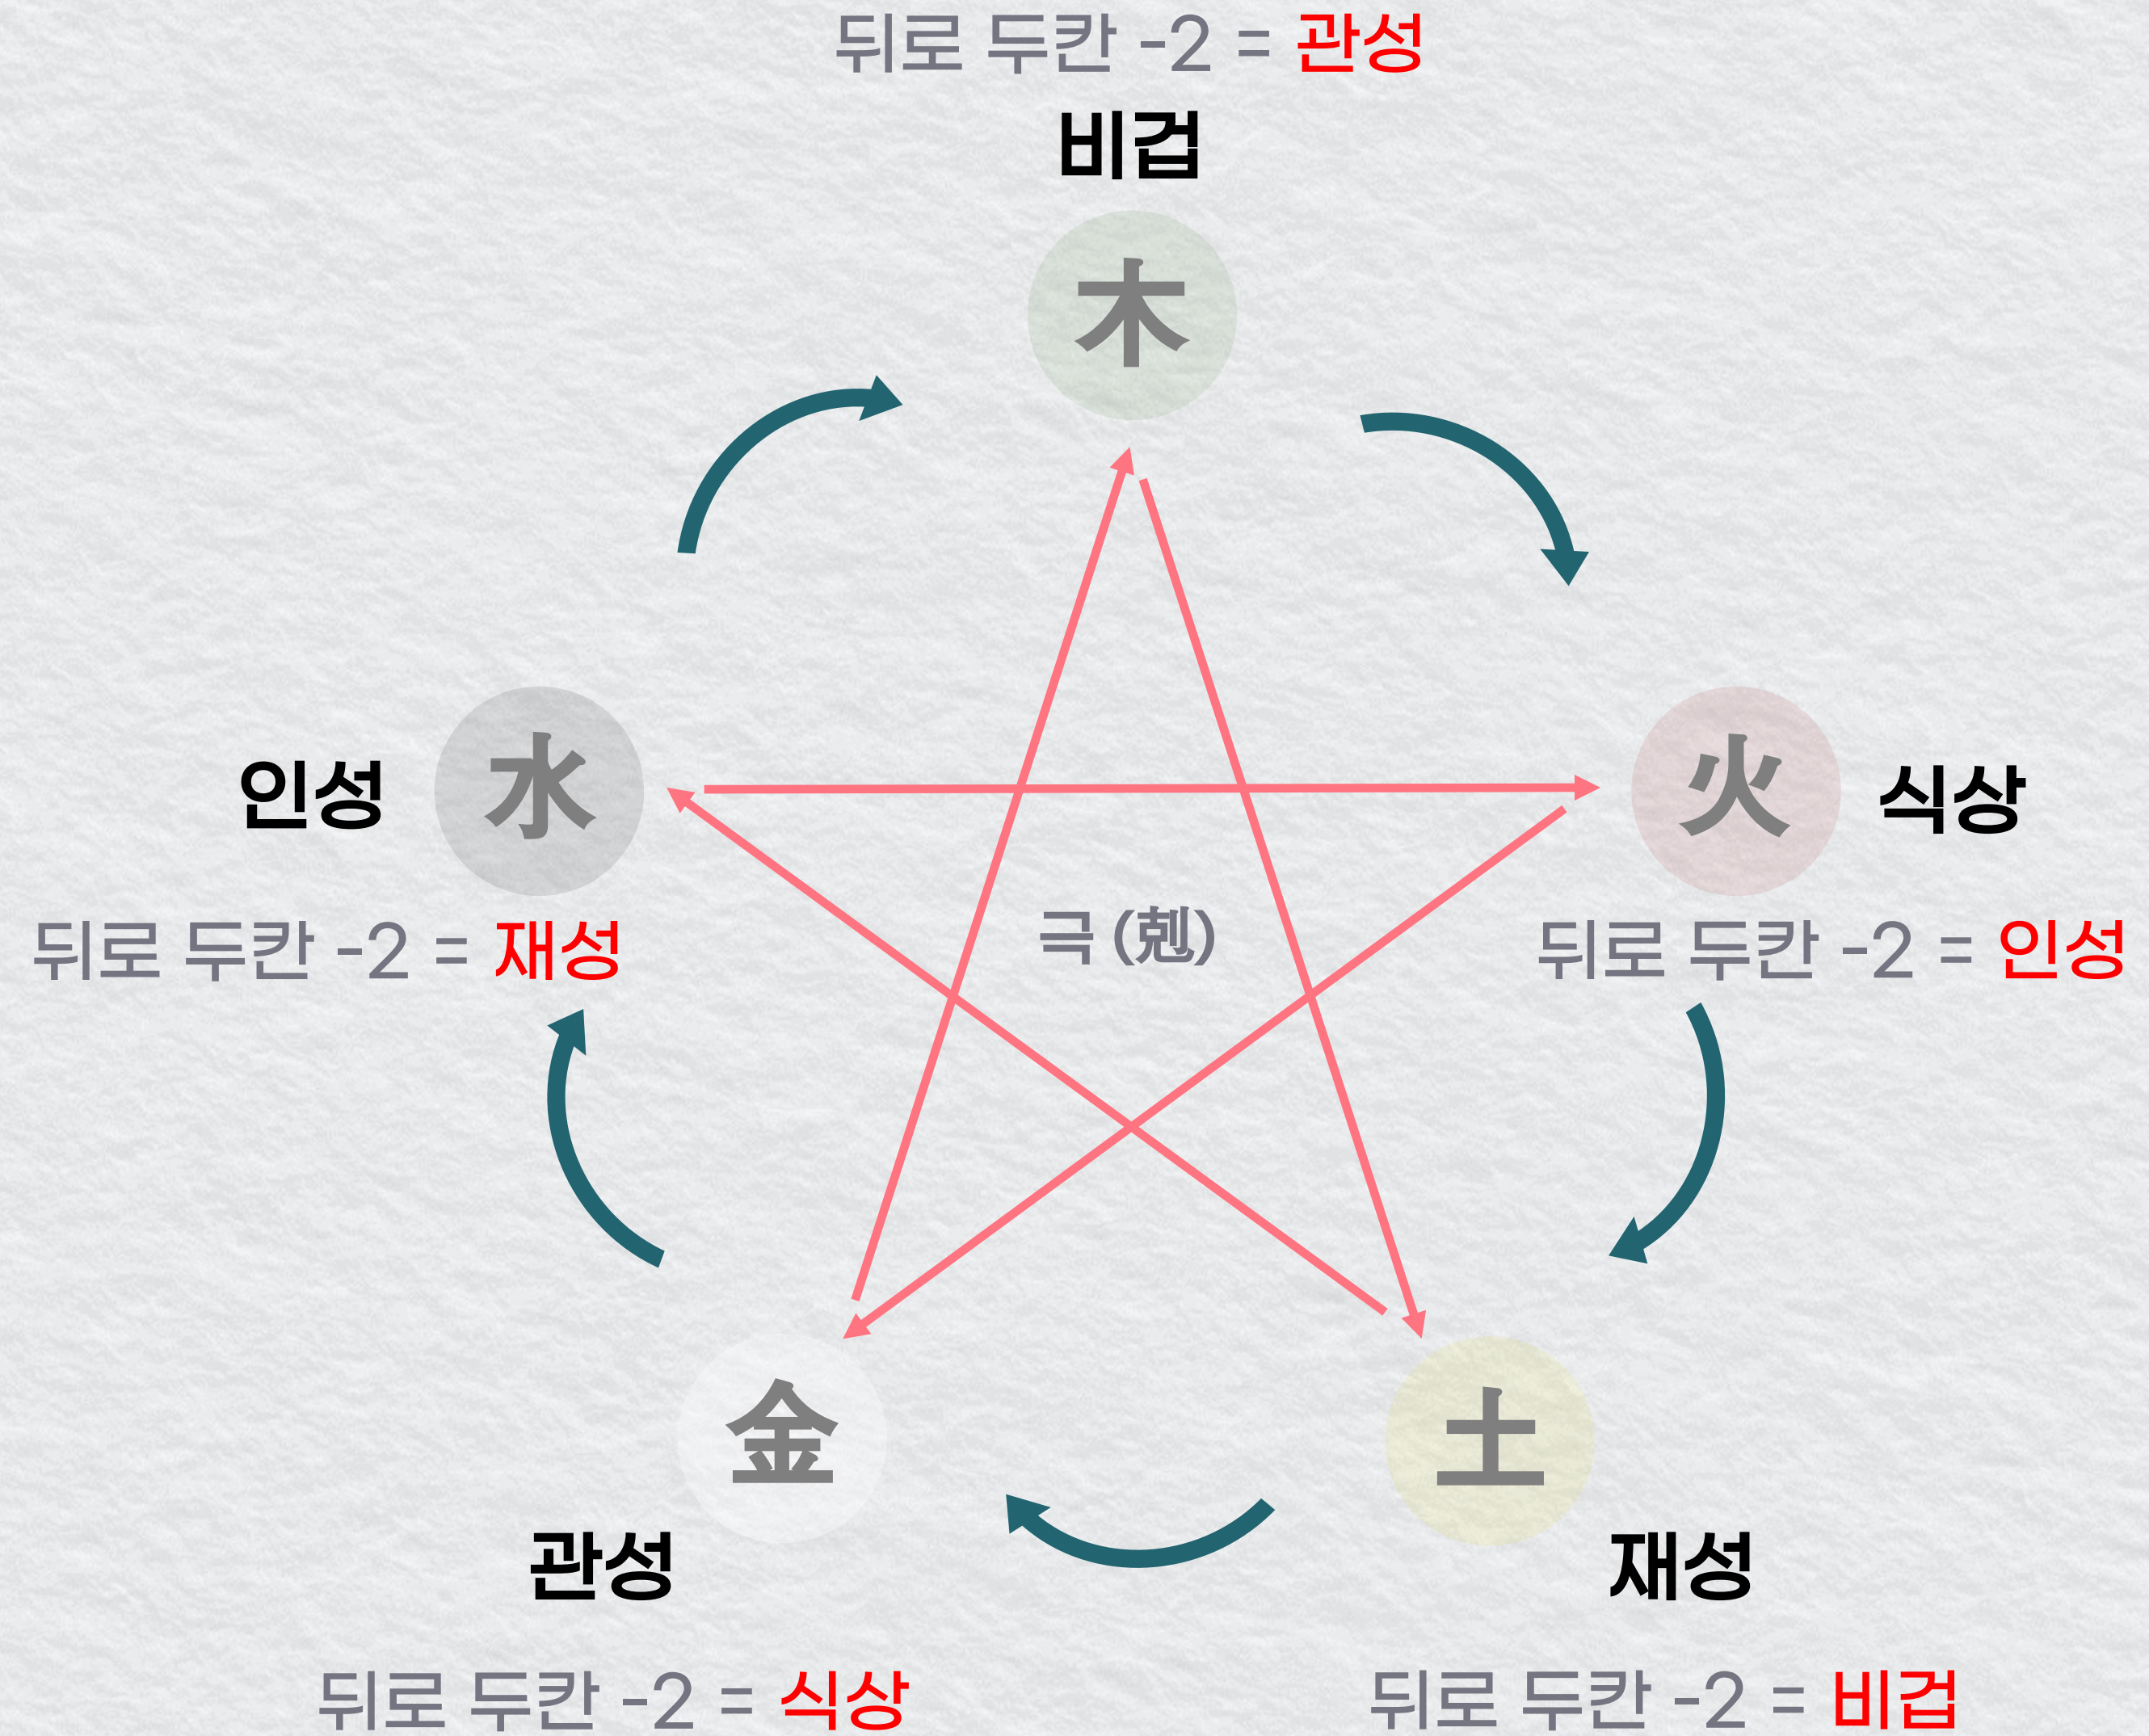 뒤로 두칸 -2 = 관성
비겁
木
水
인성
火
식상
뒤로 두칸 -2 = 재성
극 (剋)
뒤로 두칸 -2 = 인성
金
土
관성
재성
뒤로 두칸 -2 = 식상
뒤로 두칸 -2 = 비겁